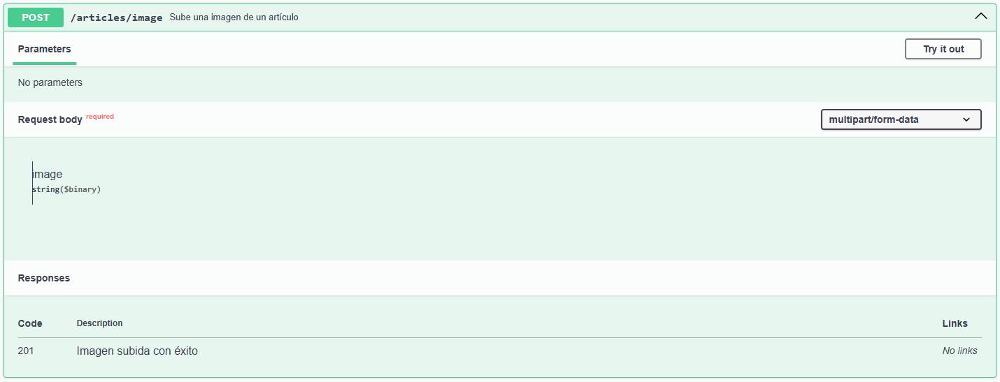 POST /articles/image Sube una imagen de un artículo
Parameters Try it out
No parameters
Request body required multipart/form-data
image
string($binary)
Responses
Code Description Links
201 Imagen subida con éxito No links